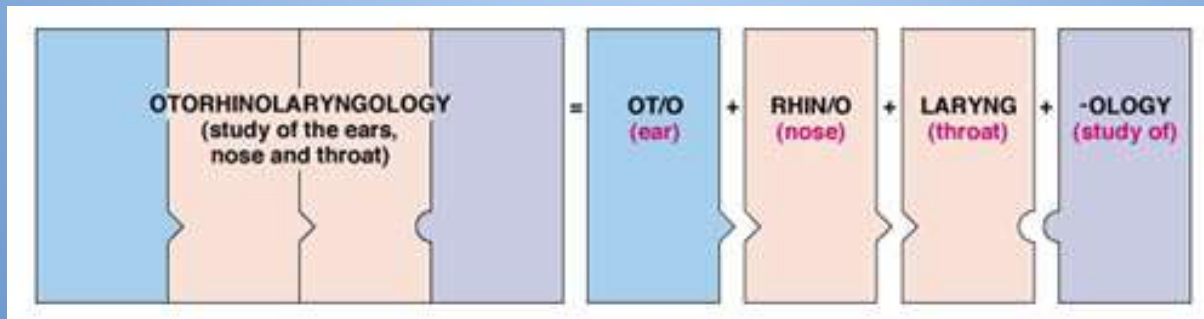 OTORHINOLARYNGOLOGY
(study of the ears,
nose and throat)
=
OT/O
(ear)
+
RHIN/O
(nose)
+
LARYNG
(throat)
+
-OLOGY
(study of)